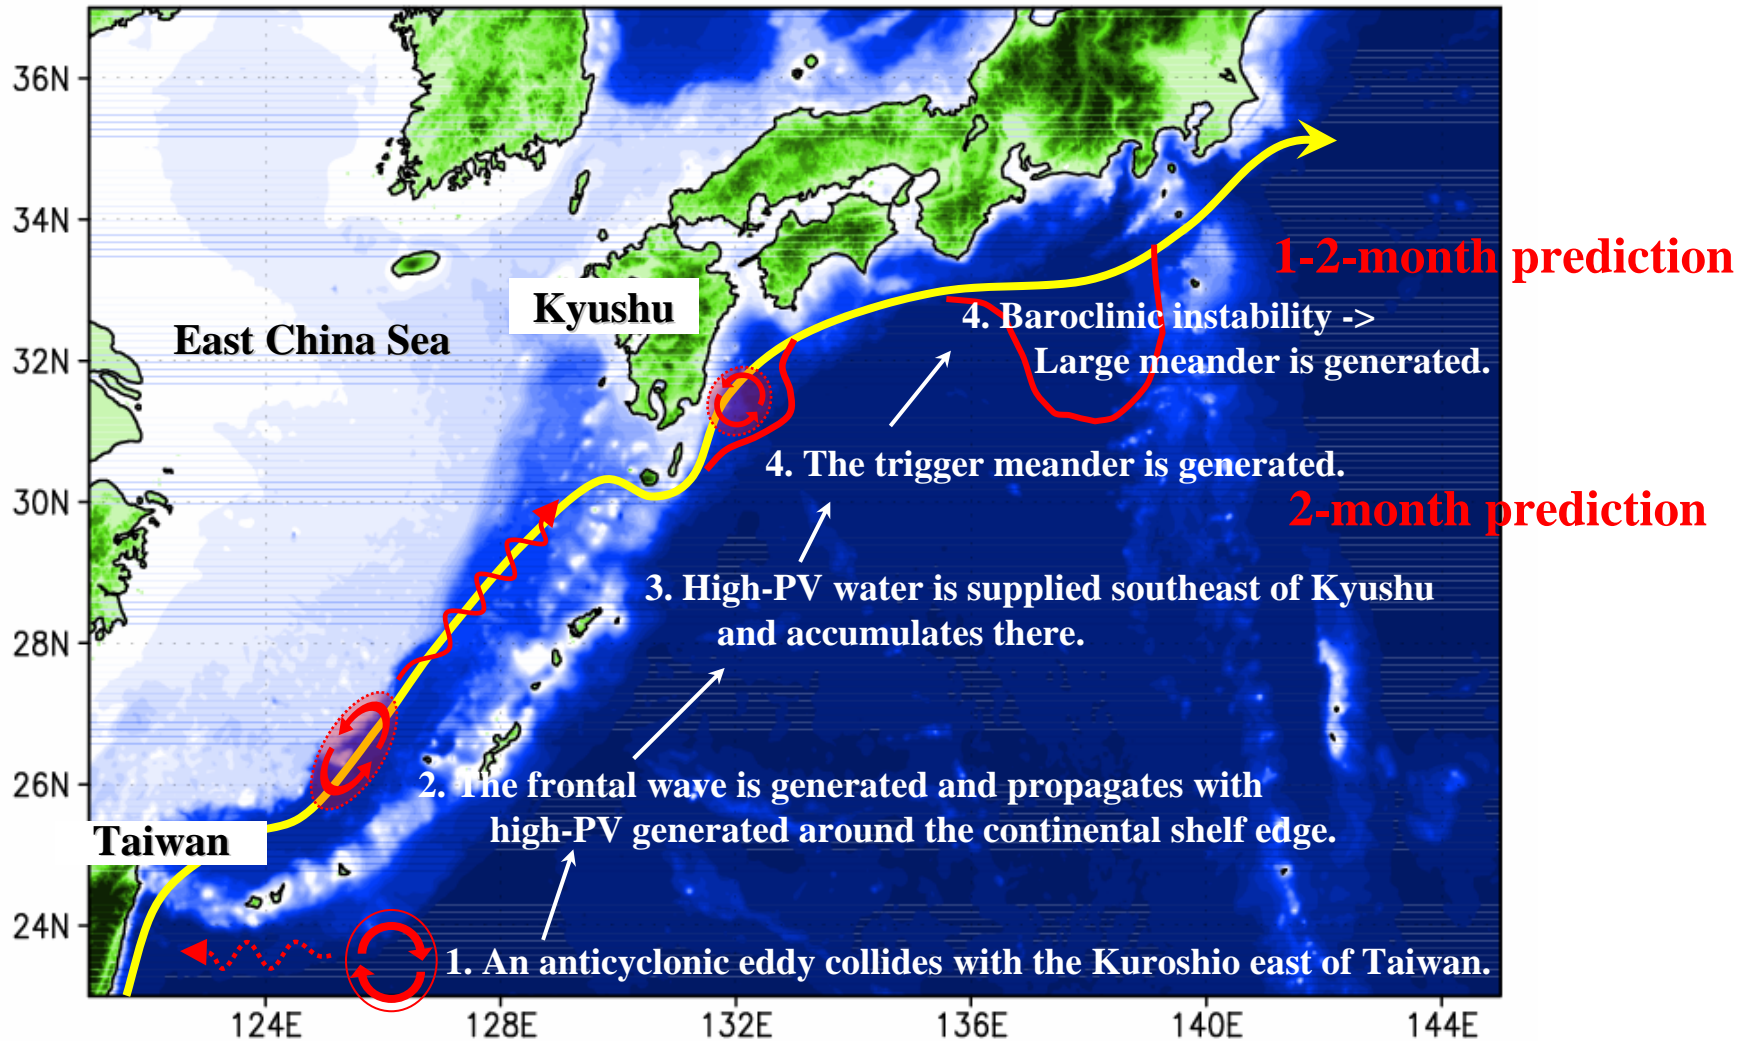 36N
34N
32N
30N
28N
26N
24N
124E
128E
132E
136E
140E
144E
East China Sea
Kyushu
Taiwan
1-2-month prediction
4. Baroclinic instability ->
Large meander is generated.
4. The trigger meander is generated.
2-month prediction
3. High-PV water is supplied southeast of Kyushu
and accumulates there.
2. The frontal wave is generated and propagates with
high-PV generated around the continental shelf edge.
1. An anticyclonic eddy collides with the Kuroshio east of Taiwan.